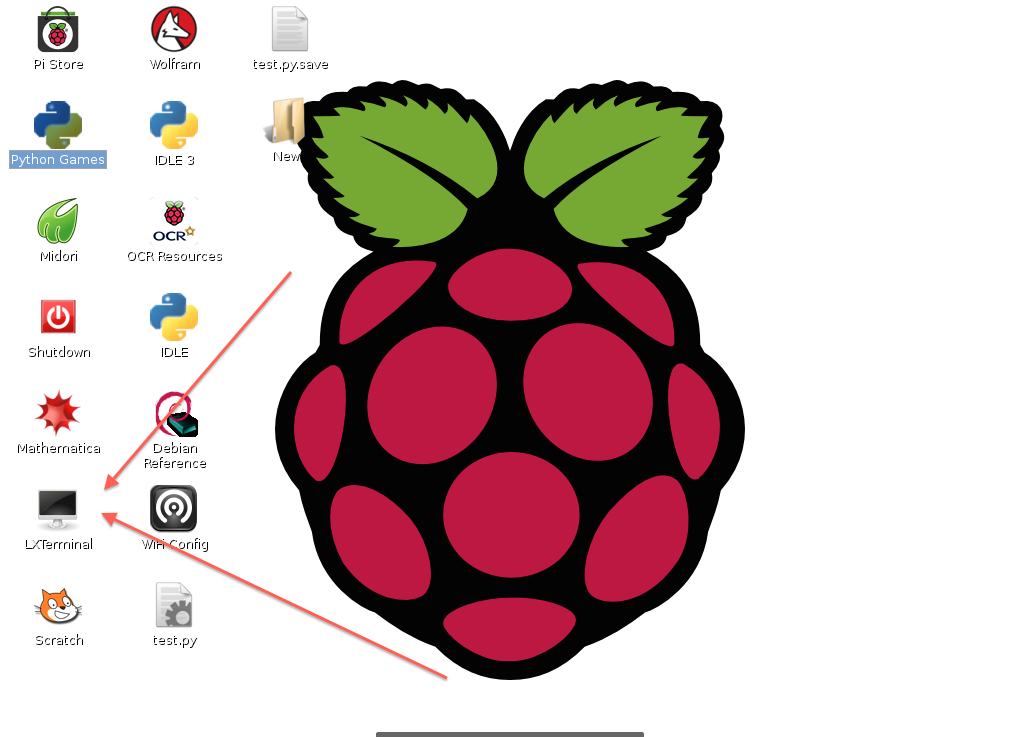 Pi Store
Wolfram
test.py.save
Python Games
IDLE 3
New
Midori
OCR
OCR Resources
Shutdown
IDLE
Mathematica
Debian
Reference
LXTerminal
WiFi Config
Scratch
test.py